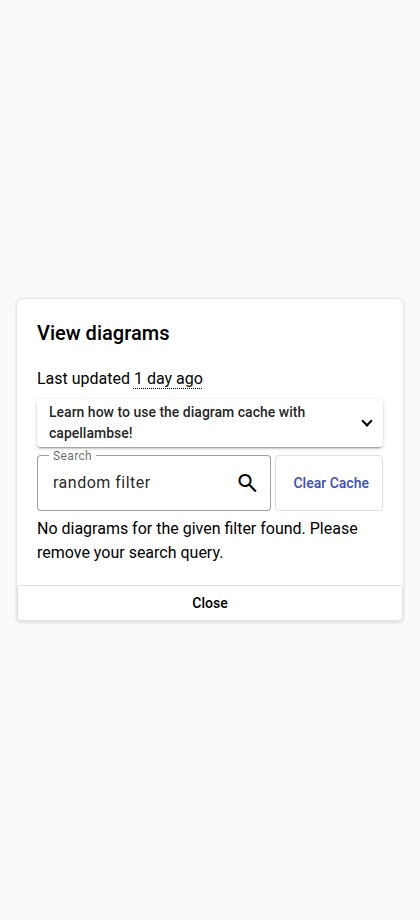 View diagrams
Last updated 1 day ago
Learn how to use the diagram cache with
capellambse!
Search
random filter
Clear Cache
No diagrams for the given filter found. Please
remove your search query.
Close